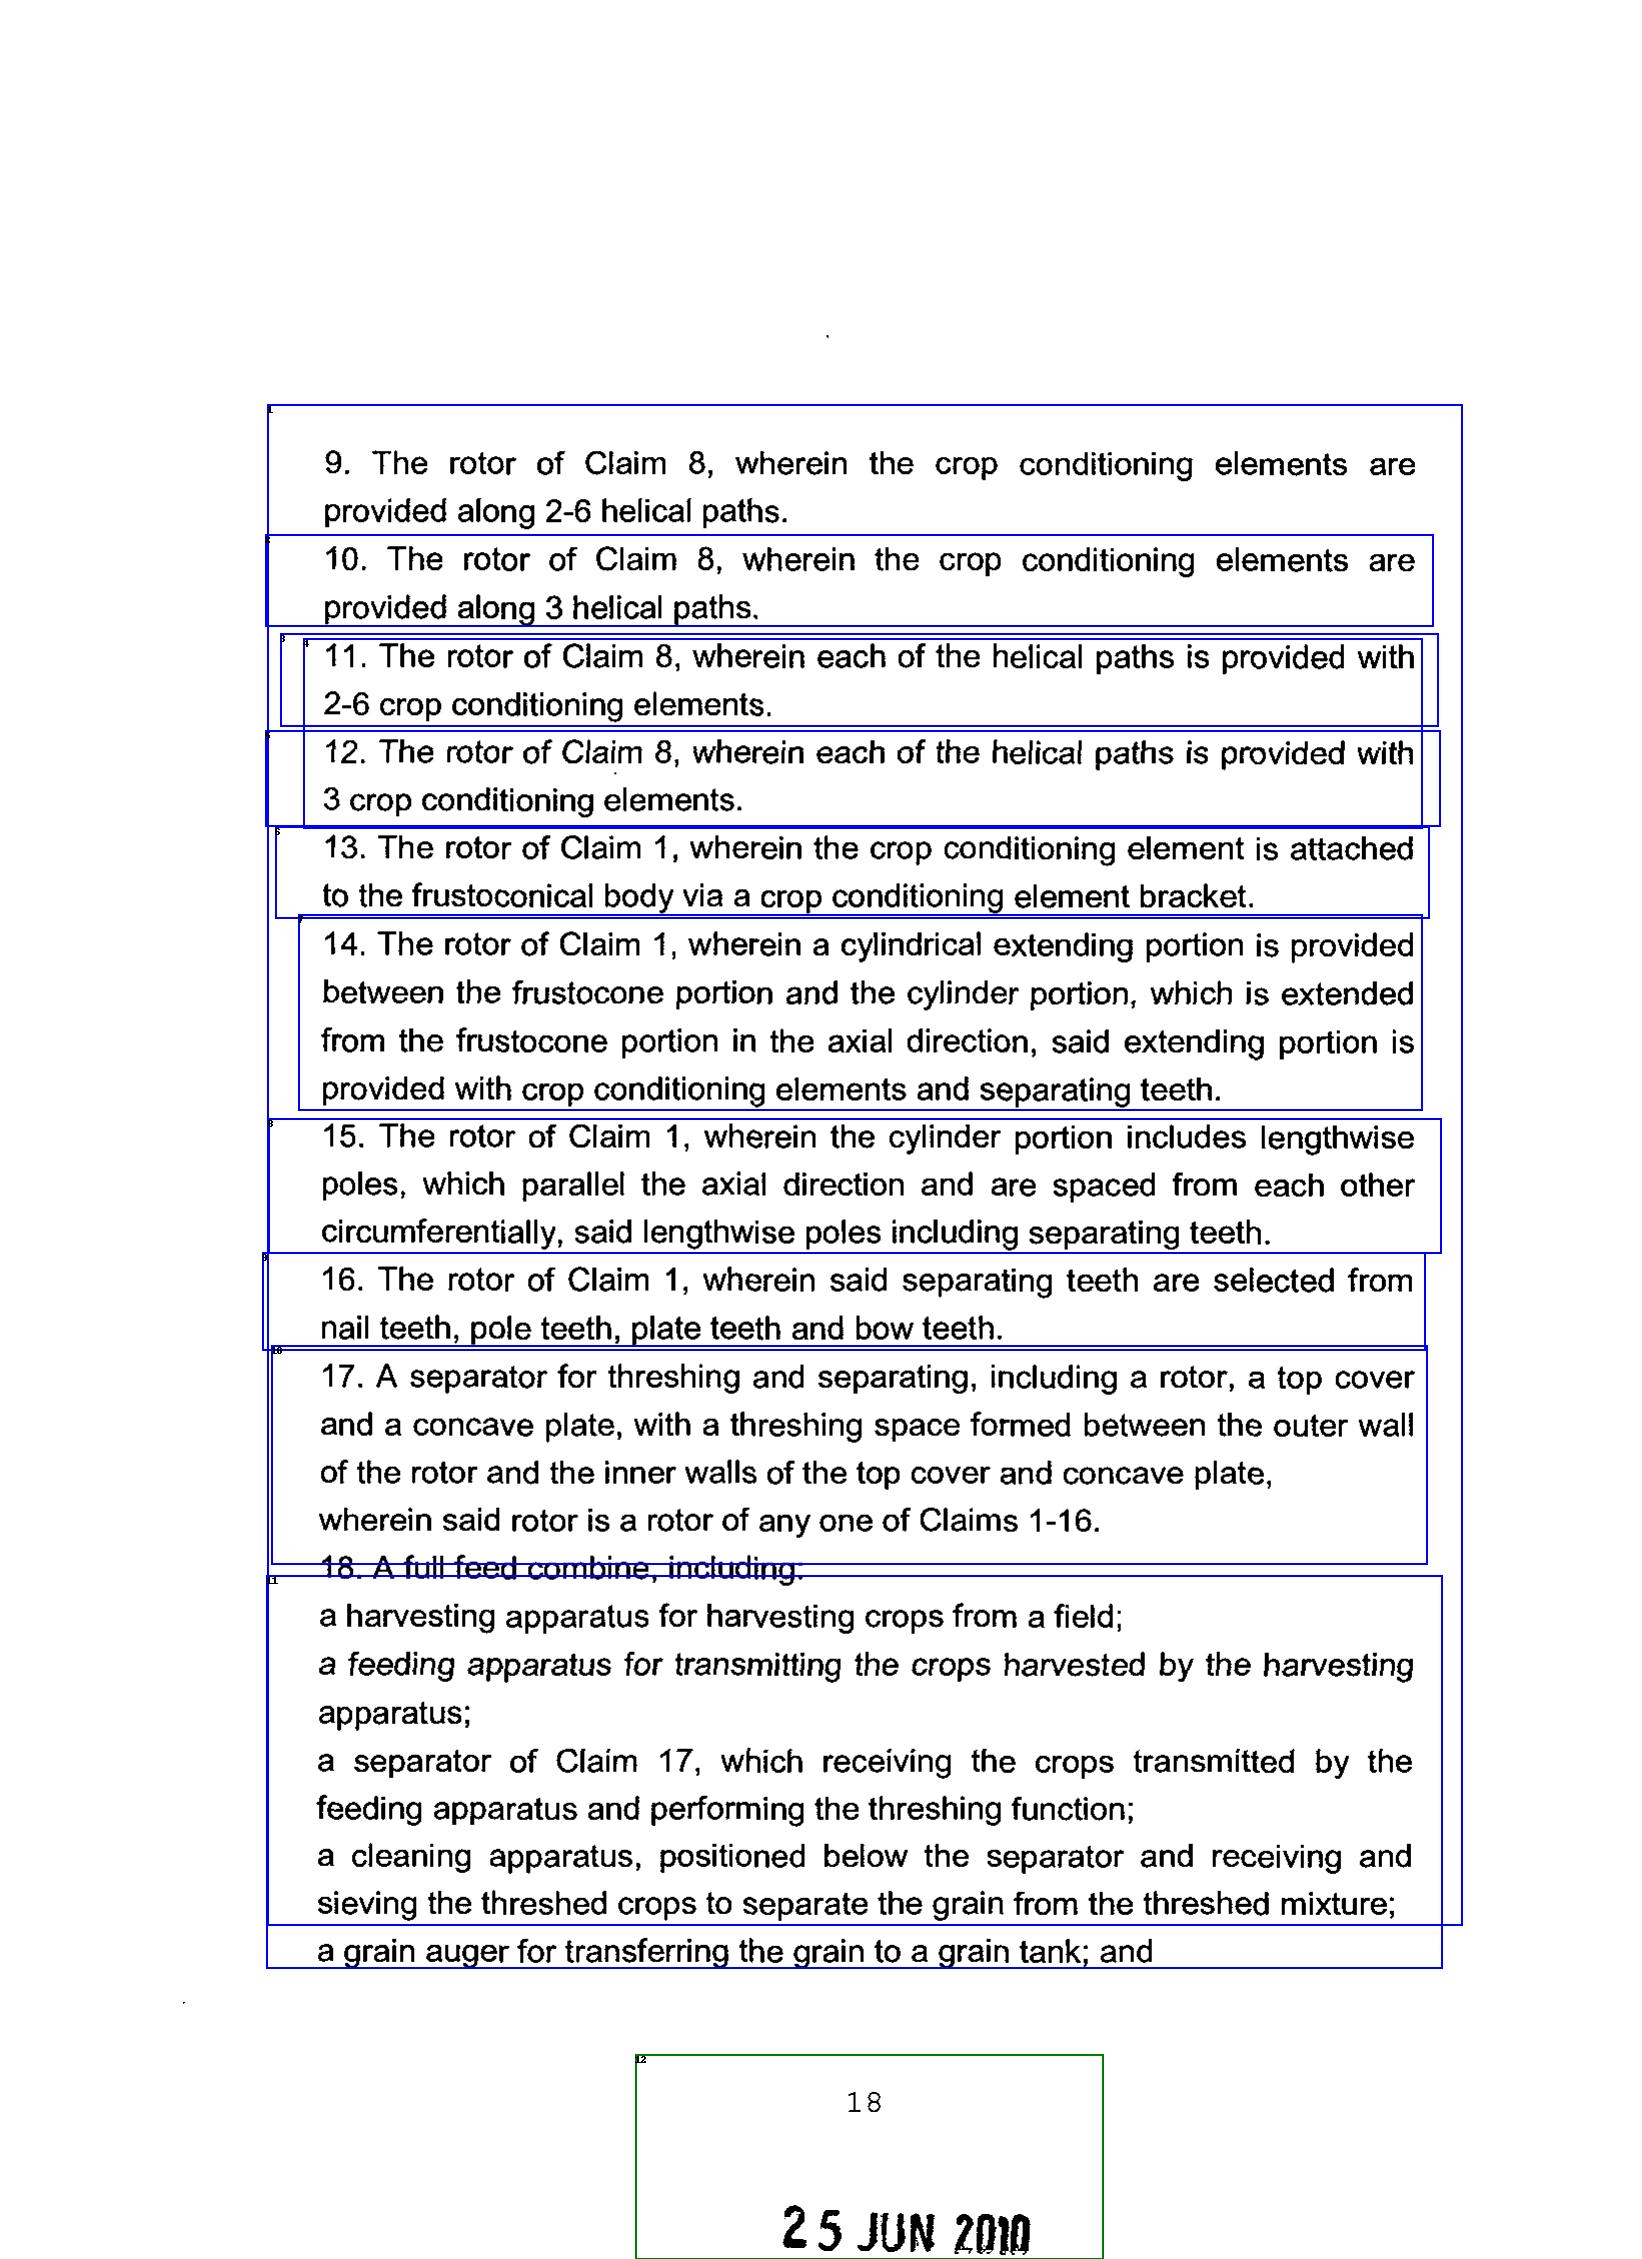 9. The rotor of Claim 8, wherein the crop conditioning elements are
provided along 2-6 helical paths.
10. The rotor of Claim 8, wherein the crop conditioning elements are
provided along 3 helical paths.
11. The rotor of Claim 8, wherein each of the helical paths is provided with
2-6 crop conditioning elements.
12. The rotor of Claim 8, wherein each of the helical paths is provided with
3 crop conditioning elements.
13. The rotor of Claim 1, wherein the crop conditioning element is attached
to the frustoconical body via a crop conditioning element bracket.
14. The rotor of Claim 1, wherein a cylindrical extending portion is provided
between the frustocone portion and the cylinder portion, which is extended
from the frustocone portion in the axial direction, said extending portion is
provided with crop conditioning elements and separating teeth.
15. The rotor of Claim 1, wherein the cylinder portion includes lengthwise
poles, which parallel the axial direction and are spaced from each other
circumferentially, said lengthwise poles including separating teeth.
16. The rotor of Claim 1, wherein said separating teeth are selected from
nail teeth, pole teeth, plate teeth and bow teeth.
17. A separator for threshing and separating, including a rotor, a top cover
and a concave plate, with a threshing space formed between the outer wall
of the rotor and the inner walls of the top cover and concave plate,
wherein said rotor is a rotor of any one of Claims 1-16.
18. A full feed combine, including:
a harvesting apparatus for harvesting crops from a field;
a feeding apparatus for transmitting the crops harvested by the harvesting
apparatus;
a separator of Claim 17, which receiving the crops transmitted by the
feeding apparatus and performing the threshing function;
a cleaning apparatus, positioned below the separator and receiving and
sieving the threshed crops to separate the grain from the threshed mixture;
a grain auger for transferring the grain to a grain tank; and
18
25 JUN 2010